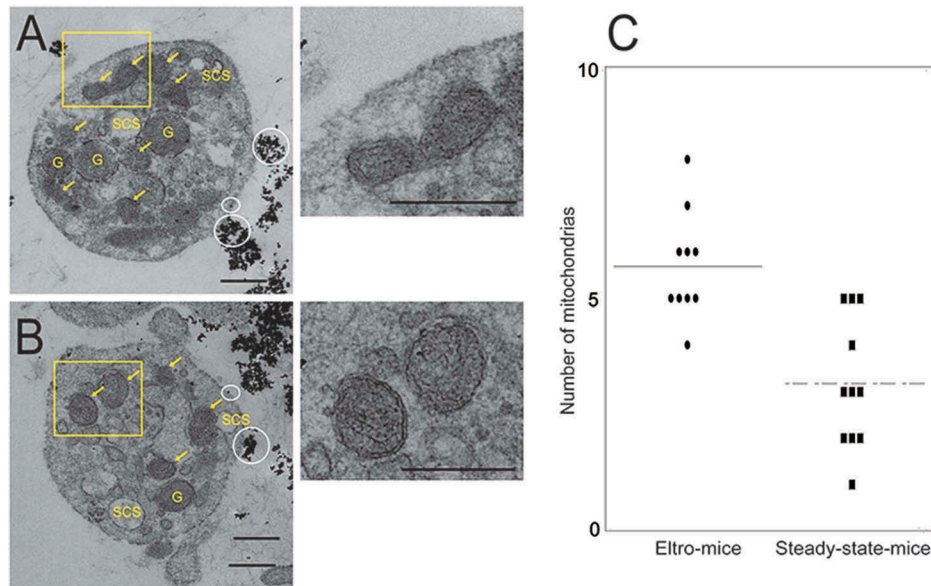 A
SCS
SCS
G
G
G
B
SCS
G
SCS
C
10
5
0
Number of mitochondrias
Eltro-mice
Steady-state-mice